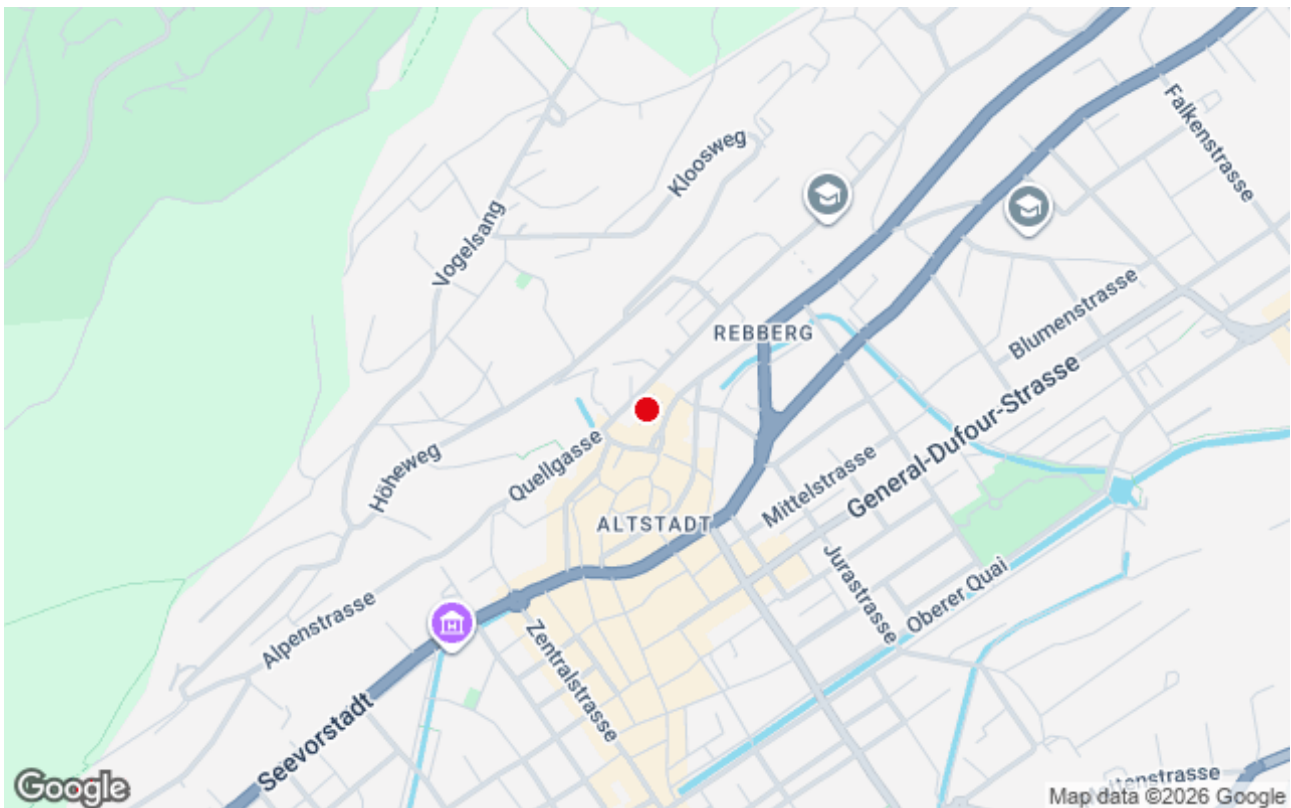 Falkenstrasse
Kloosweg
Vogelsang
Blumenstrasse
REBBERG
General-Dufour-Strasse
Höheweg
Quellgasse
Mittelstrasse
ALTSTADT
Jurastrasse
Oberer Quai
Alpenstrasse
Zentralstrasse
Seevorstadt
H
Google
Map data ©2026 Google